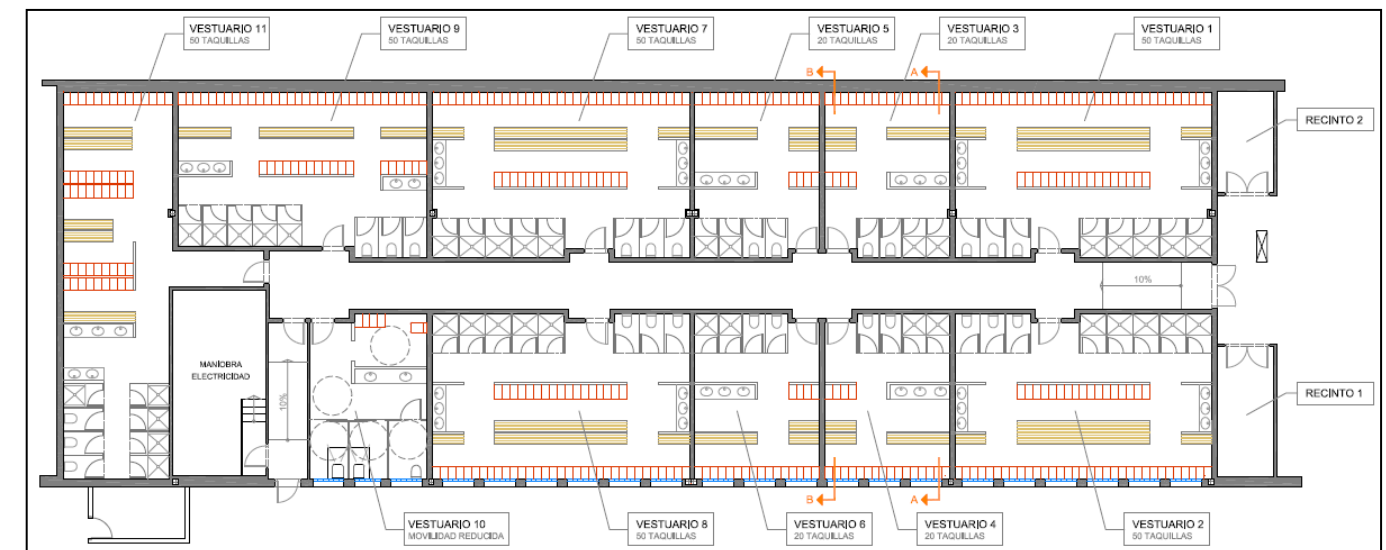 VESTUARIO 11
50 TAQUILLAS
VESTUARIO 9
50 TAQUILLAS
VESTUARIO 7
50 TAQUILLAS
VESTUARIO 5
20 TAQUILLAS
VESTUARIO 3
20 TAQUILLAS
VESTUARIO 1
50 TAQUILLAS
B
A
RECINTO 2
10%
MANIOBRA
ELECTRICIDAD
10%
RECINTO 1
B
A
VESTUARIO 10
MOVILIDAD REDUCIDA
VESTUARIO 8
50 TAQUILLAS
VESTUARIO 6
20 TAQUILLAS
VESTUARIO 4
20 TAQUILLAS
VESTUARIO 2
50 TAQUILLAS